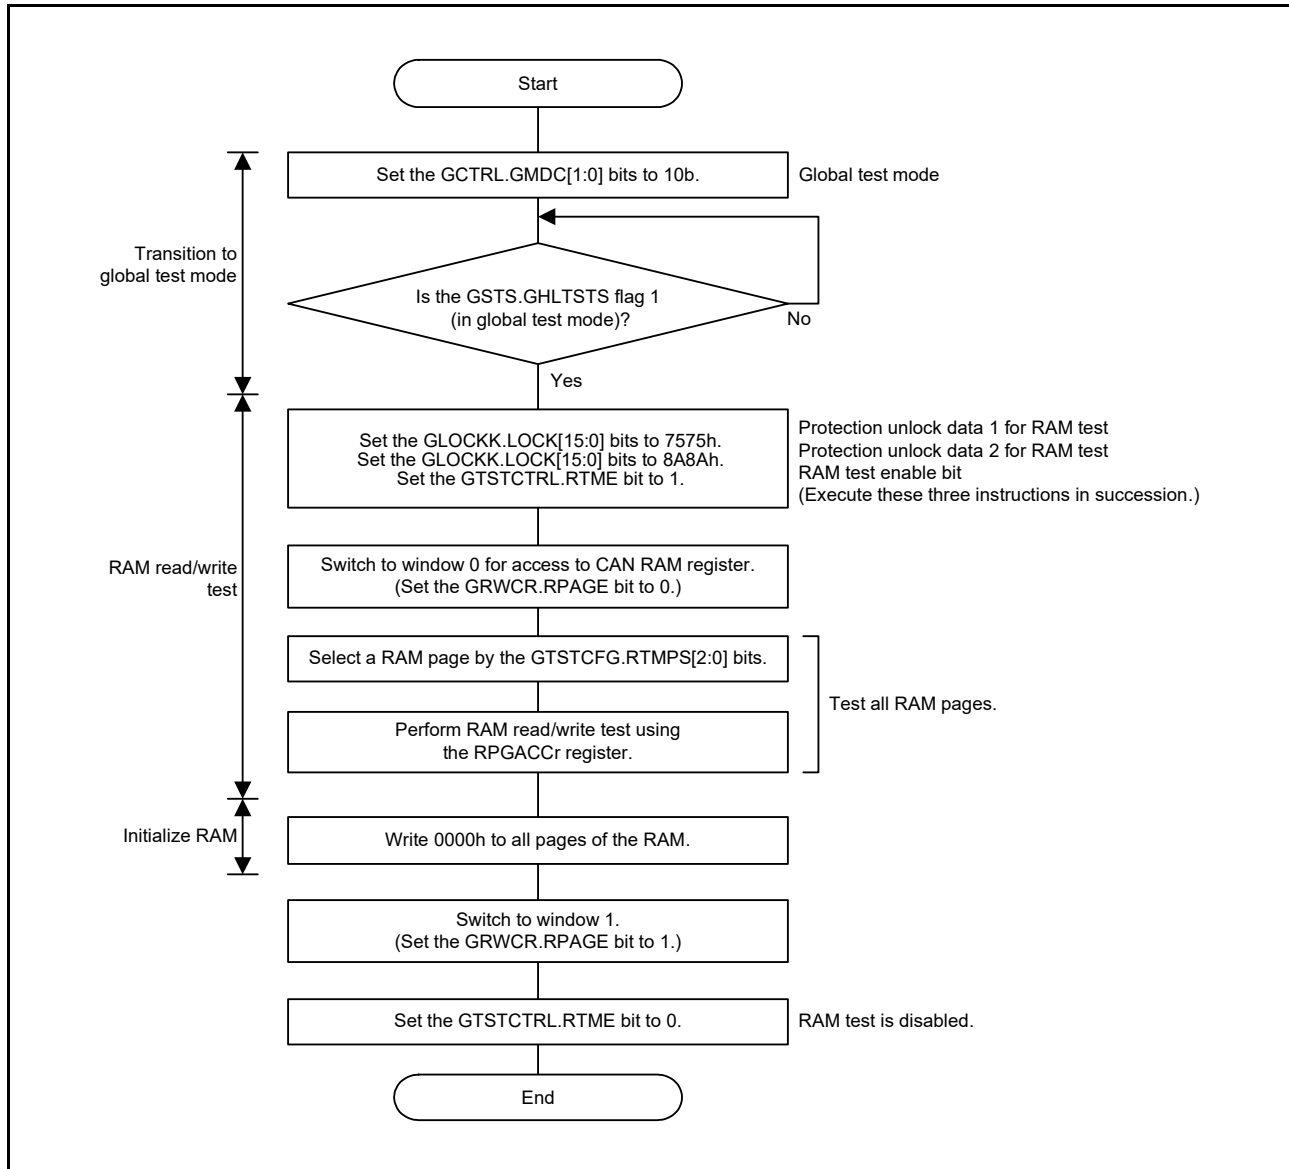 Start
Set the GCTRL.GMDC[1:0] bits to 10b.
Global test mode
Transition to
global test mode
Is the GSTS.GHLTSTS flag 1
(in global test mode)?
No
Yes
Set the GLOCKK.LOCK[15:0] bits to 7575h.
Set the GLOCKK.LOCK[15:0] bits to 8A8Ah.
Set the GTSTCTRL.RTME bit to 1.
Protection unlock data 1 for RAM test
Protection unlock data 2 for RAM test
RAM test enable bit
(Execute these three instructions in succession.)
RAM read/write
test
Switch to window 0 for access to CAN RAM register.
(Set the GRWCR.RPAGE bit to 0.)
Select a RAM page by the GTSTCFG.RTMPS[2:0] bits.
Perform RAM read/write test using
the RPGACCr register.
Test all RAM pages.
Initialize RAM
Write 0000h to all pages of the RAM.
Switch to window 1.
(Set the GRWCR.RPAGE bit to 1.)
Set the GTSTCTRL.RTME bit to 0.
RAM test is disabled.
End